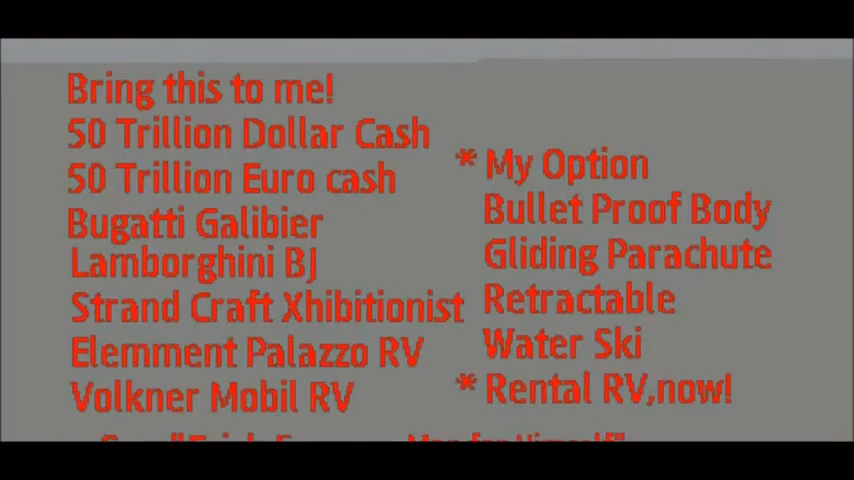 Bring this to me!
50 Trillion Dollar Cash
50 Trillion Euro cash
Bugatti Galibier
Lamborghini BJ
Strand Craft Xhibitionist
Elemment Palazzo RV
Volkner Mobil RV
* My Option
Bullet Proof Body
Gliding Parachute
Retractable
Water Ski
* Rental RV,now!